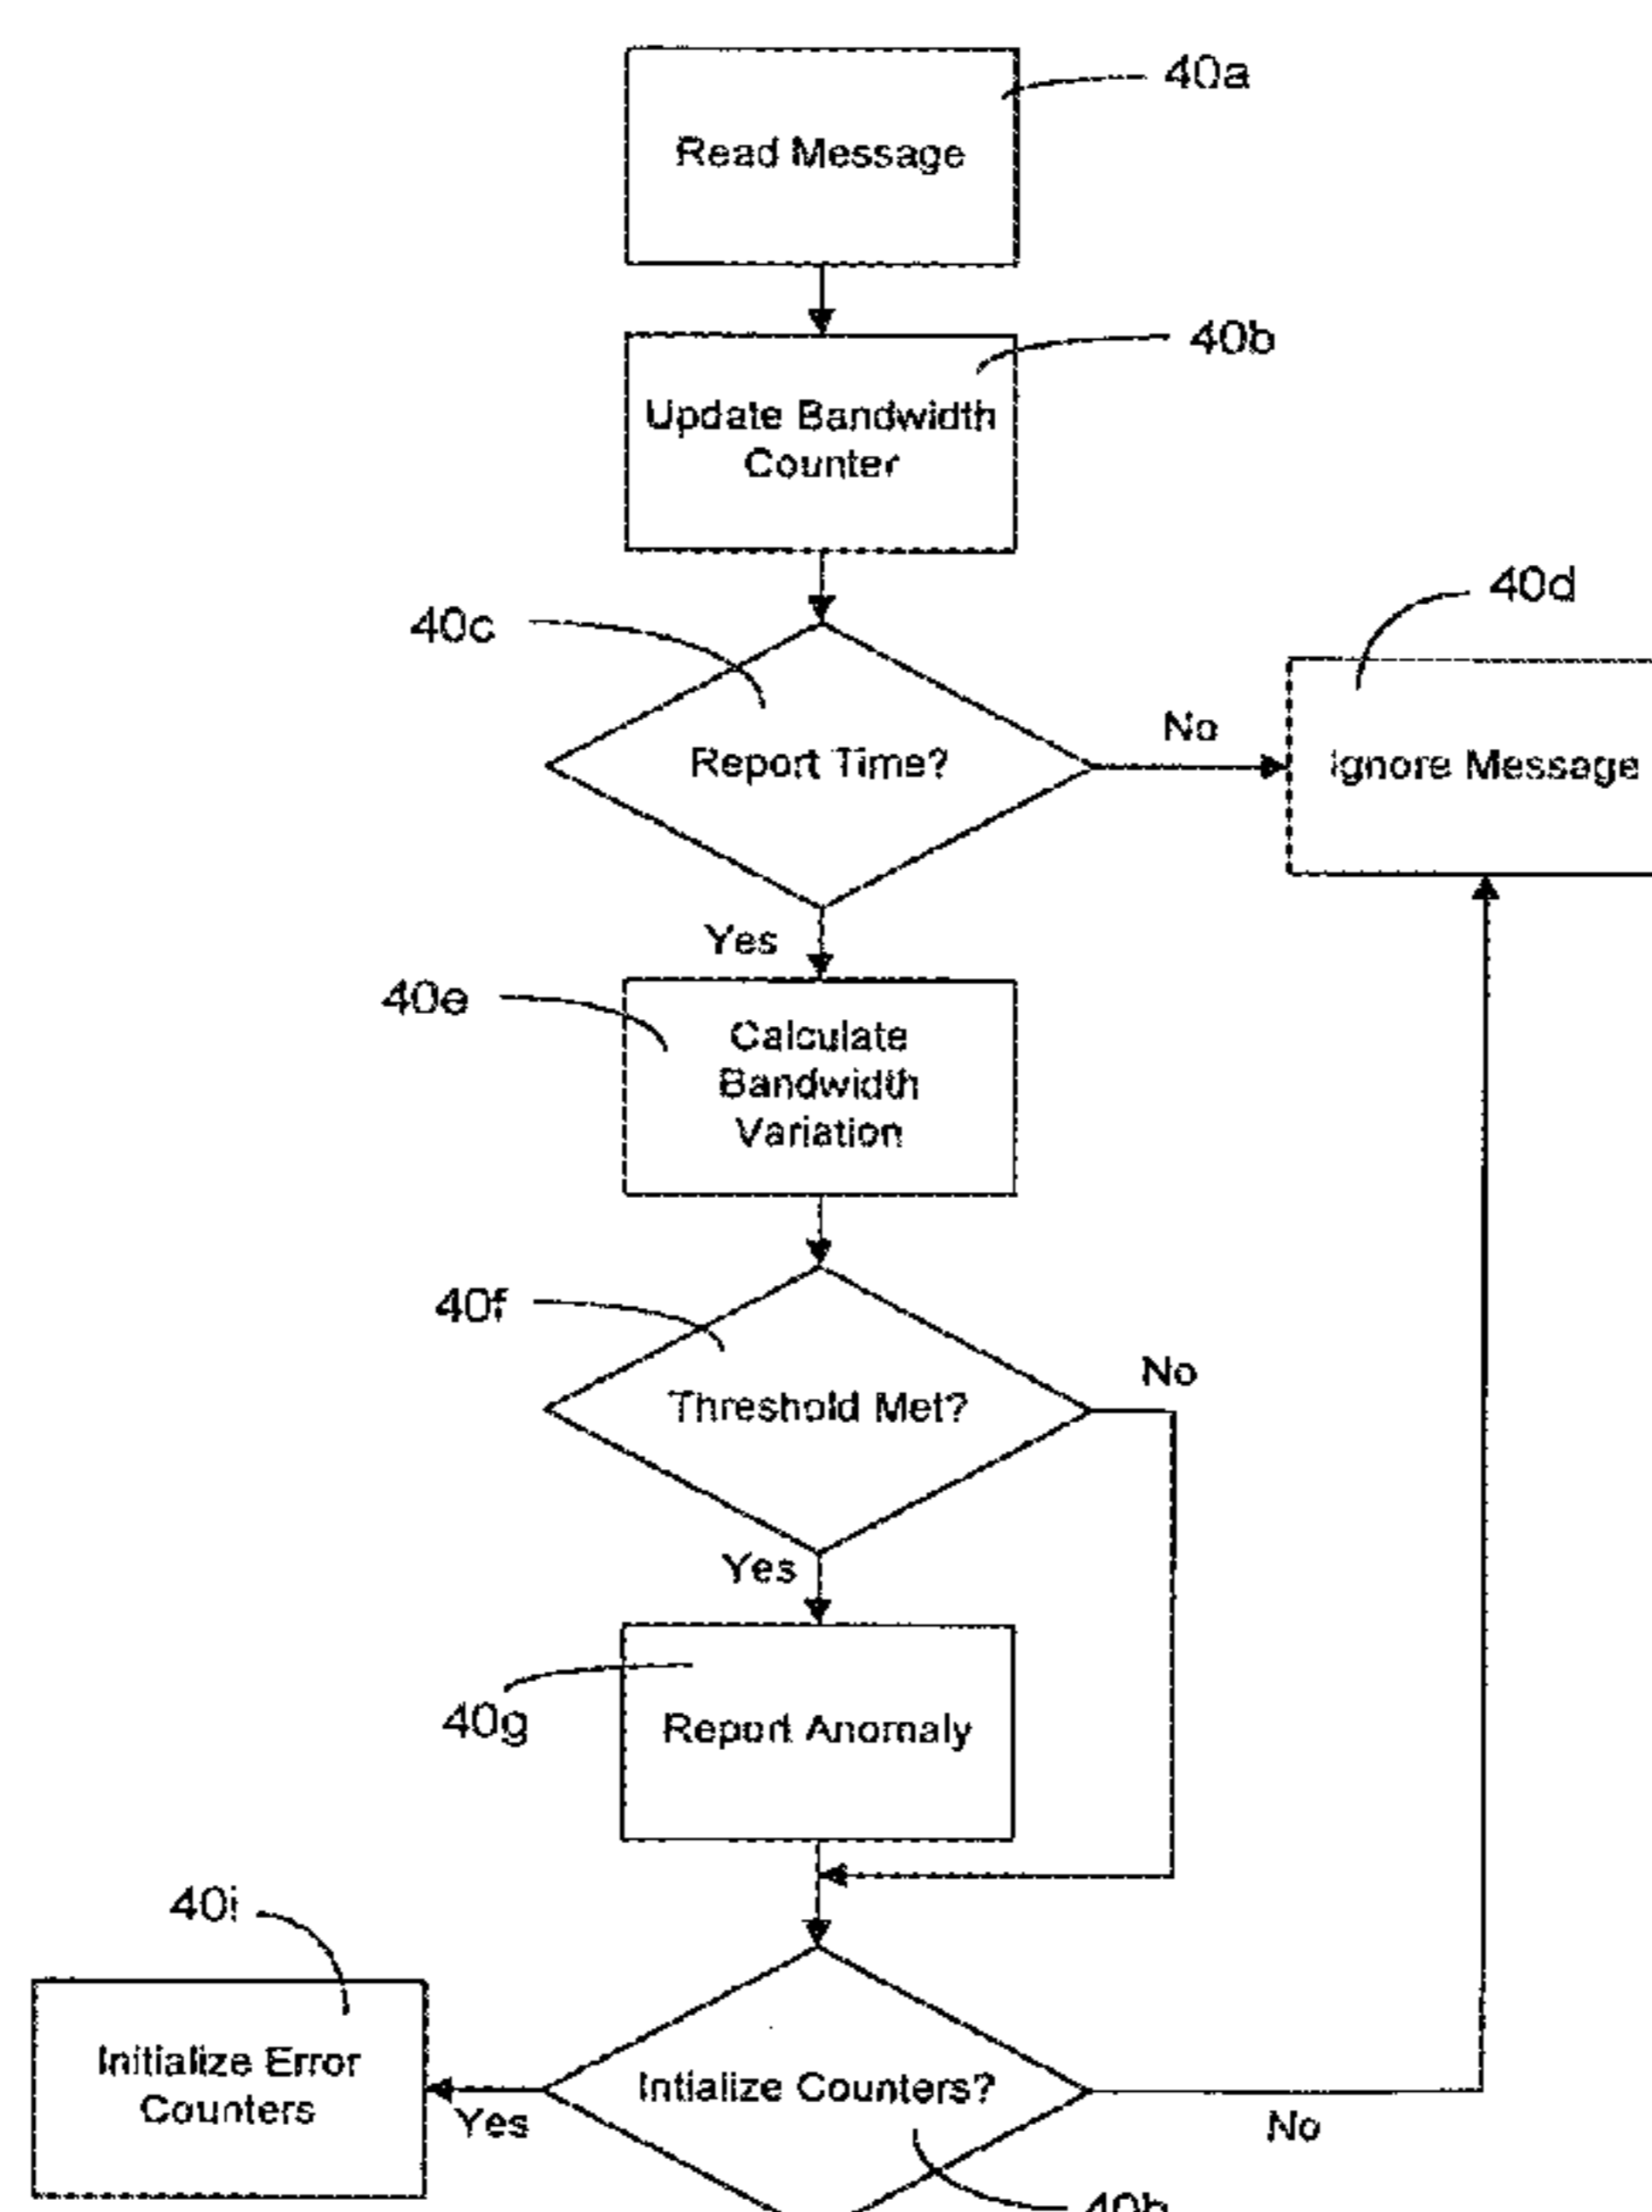 40a
Read Message
40b
Update Bandwidth
Counter
40c
Report Time?
No
40d
Ignore Message
Yes
40e
Calculate
Bandwidth
Variation
40f
Threshold Met?
No
Yes
40g
Report Anomaly
40i
Initialize Error
Counters
Yes
Intialize Counters?
No
40h